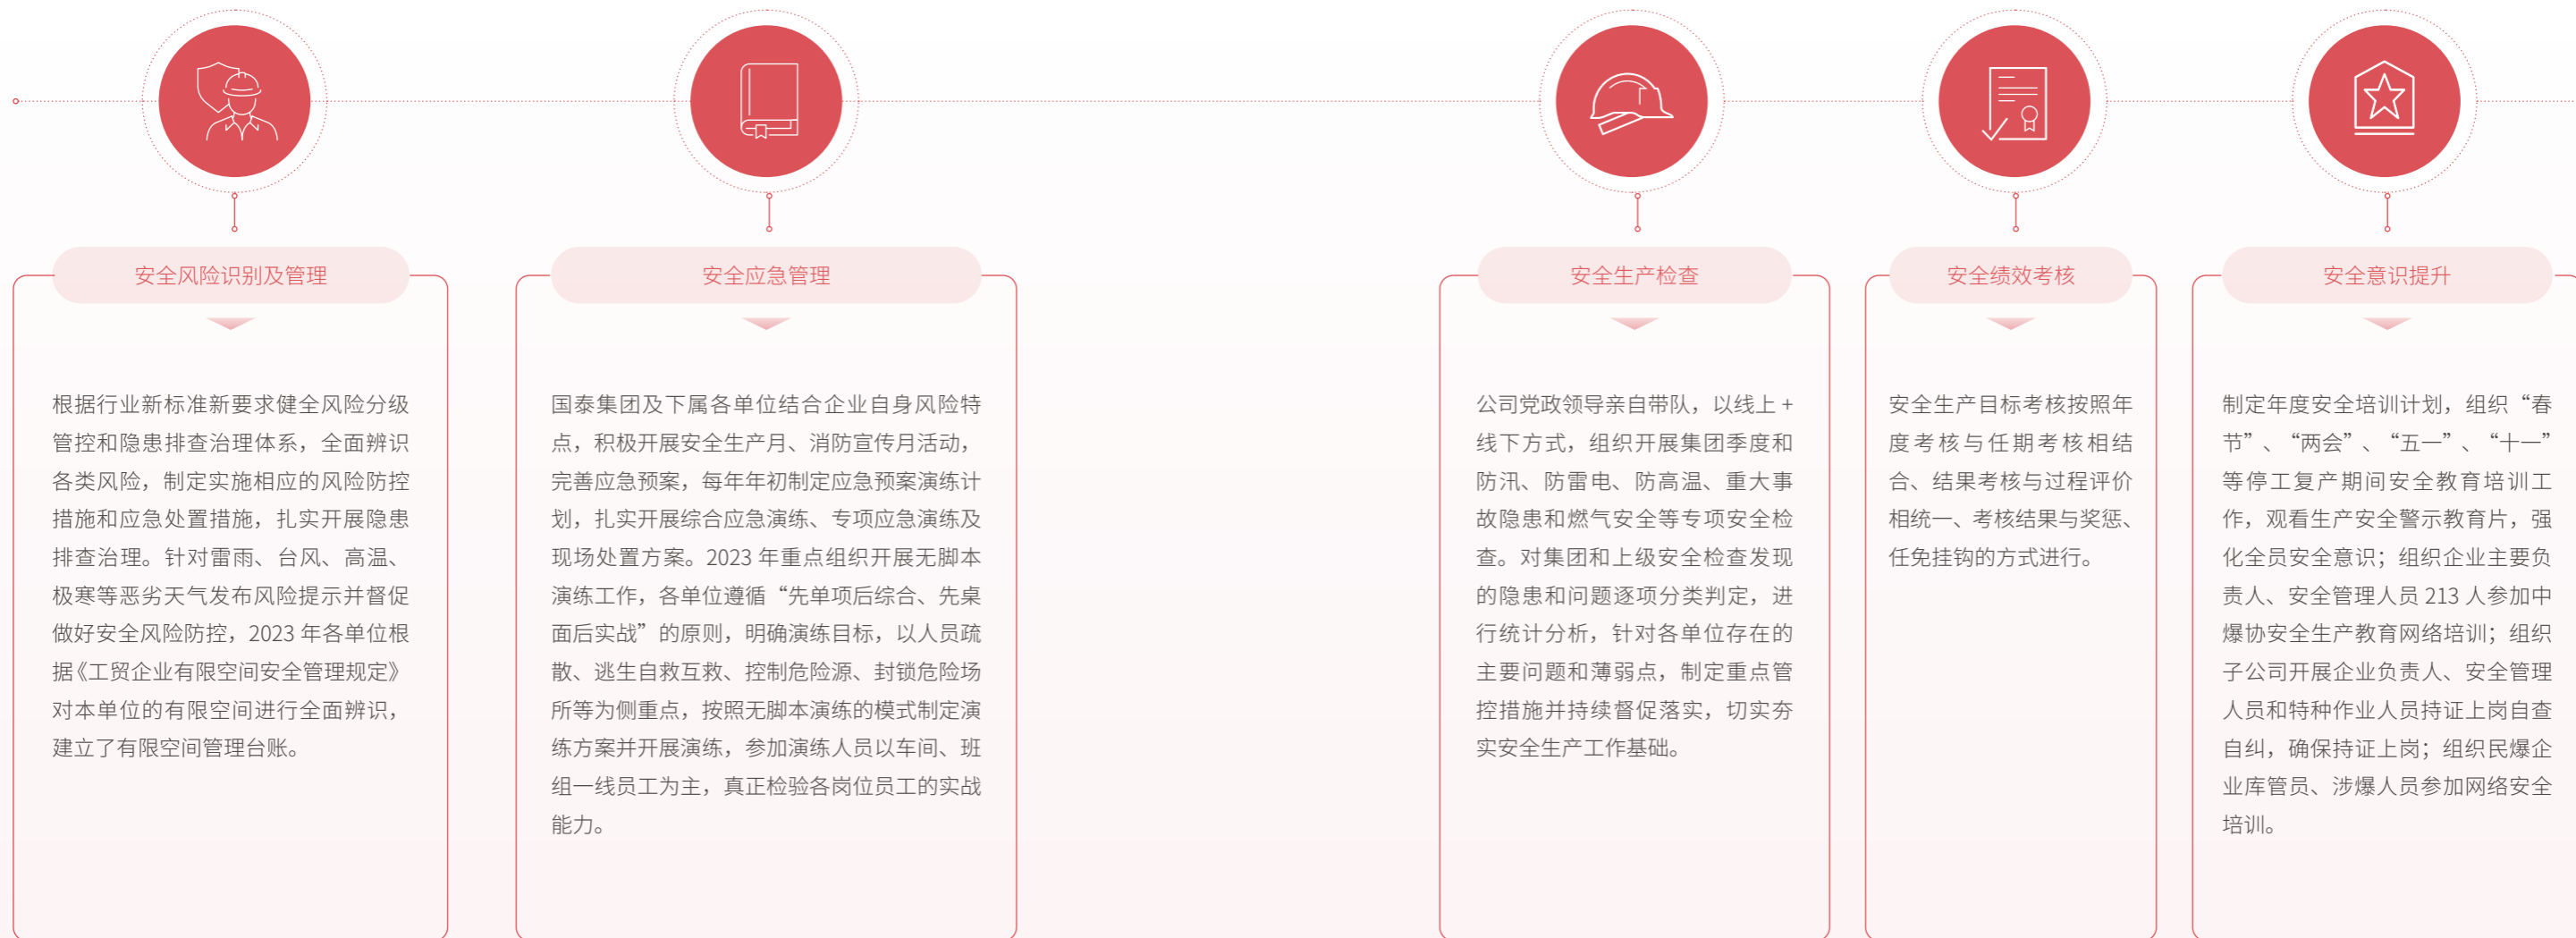 安全风险识别及管理
根据行业新标准新要求健全风险分级
管控和隐患排查治理体系，全面辨识
各类风险，制定实施相应的风险防控
措施和应急处置措施，扎实开展隐患
排查治理。针对雷雨、台风、高温、
极寒等恶劣天气发布风险提示并督促
做好安全风险防控，2023 年各单位根
据《工贸企业有限空间安全管理规定》
对本单位的有限空间进行全面辨识，
建立了有限空间管理台账。
安全应急管理
国泰集团及下属各单位结合企业自身风险特
点，积极开展安全生产月、消防宣传月活动，
完善应急预案，每年年初制定应急预案演练计
划，扎实开展综合应急演练、专项应急演练及
现场处置方案。2023 年重点组织开展无脚本
演练工作，各单位遵循“先单项后综合、先桌
面后实战”的原则，明确演练目标，以人员疏
散、逃生自救互救、控制危险源、封锁危险场
所等为侧重点，按照无脚本演练的模式制定演
练方案并开展演练，参加演练人员以车间、班
组一线员工为主，真正检验各岗位员工的实战
能力。
安全生产检查
公司党政领导亲自带队，以线上 +
线下方式，组织开展集团季度和
防汛、防雷电、防高温、重大事
故隐患和燃气安全等专项安全检
查。对集团和上级安全检查发现
的隐患和问题逐项分类判定，进
行统计分析，针对各单位存在的
主要问题和薄弱点，制定重点管
控措施并持续督促落实，切实夯
实安全生产工作基础。
安全绩效考核
安全生产目标考核按照年
度考核与任期考核相结
合、结果考核与过程评价
相统一、考核结果与奖惩、
任免挂钩的方式进行。
安全意识提升
制定年度安全培训计划，组织“春
节”、“两会”、“五一”、“十一”
等停工复产期间安全教育培训工
作，观看生产安全警示教育片，强
化全员安全意识；组织企业主要负
责人、安全管理人员 213 人参加中
爆协安全生产教育网络培训；组织
子公司开展企业负责人、安全管理
人员和特种作业人员持证上岗自查
自纠，确保持证上岗；组织民爆企
业库管员、涉爆人员参加网络安全
培训。